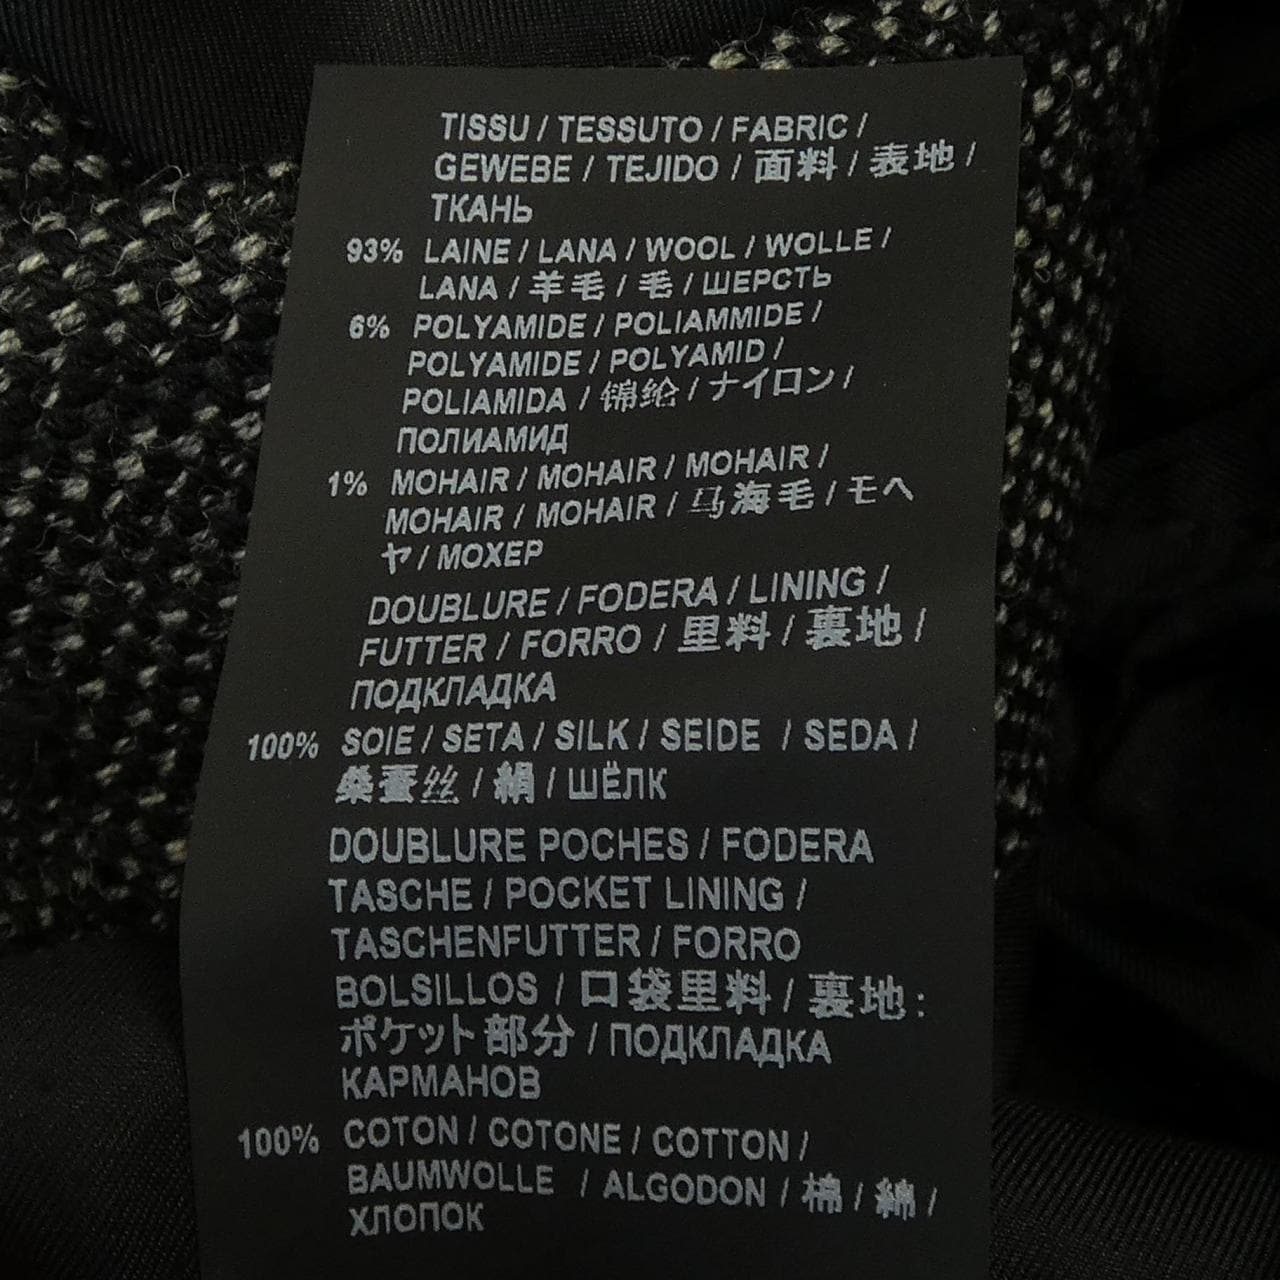 TISSU / TESSUTO / FABRIC /
GEWEBE / TEJIDO / 面料 / 表地 /
ТКАНЬ
93% LAINE / LANA / WOOL / WOLLE /
LANA / 羊毛 / 毛 / ШЕРСТЬ
6% POLYAMIDE / POLIAMMIDE /
POLYAMIDE / POLYAMID /
POLIAMIDA / 锦纶 / ナイロン /
ПОЛИАМИД
1% MOHAIR / MOHAIR / MOHAIR /
MOHAIR / MOHAIR / 马海毛 / モヘ
ヤ / МОХЕР
DOUBLURE / FODERA / LINING /
FUTTER / FORRO / 里料 / 裏地 /
ПОДКЛАДКА
100% SOIE / SETA / SILK / SEIDE / SEDA /
桑蚕丝 / 絹 / ШЁЛК
DOUBLURE POCHES / FODERA
TASCHE / POCKET LINING /
TASCHENFUTTER / FORRO
BOLSILLOS / 口袋里料 / 裏地:
ポケット部分 / ПОДКЛАДКА
КАРМАНОВ
100% COTON / COTONE / COTTON /
BAUMWOLLE / ALGODON / 棉 / 綿 /
ХЛОПОК